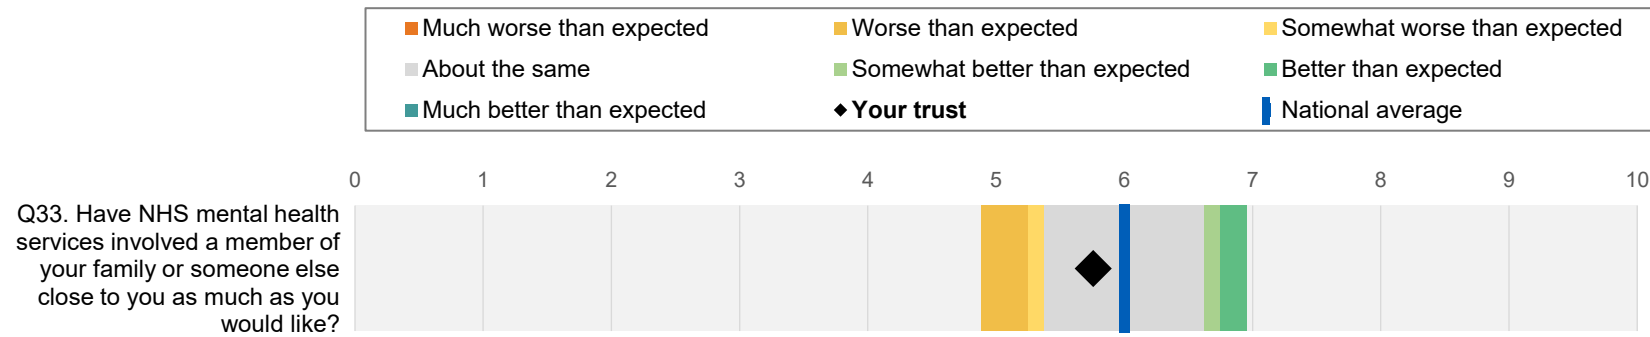 Much worse than expected
Worse than expected
Somewhat worse than expected
About the same
Somewhat better than expected
Better than expected
Much better than expected
Your trust
National average
0 1 2 3 4 5 6 7 8 9 10
Q33. Have NHS mental health
services involved a member of
your family or someone else
close to you as much as you
would like?